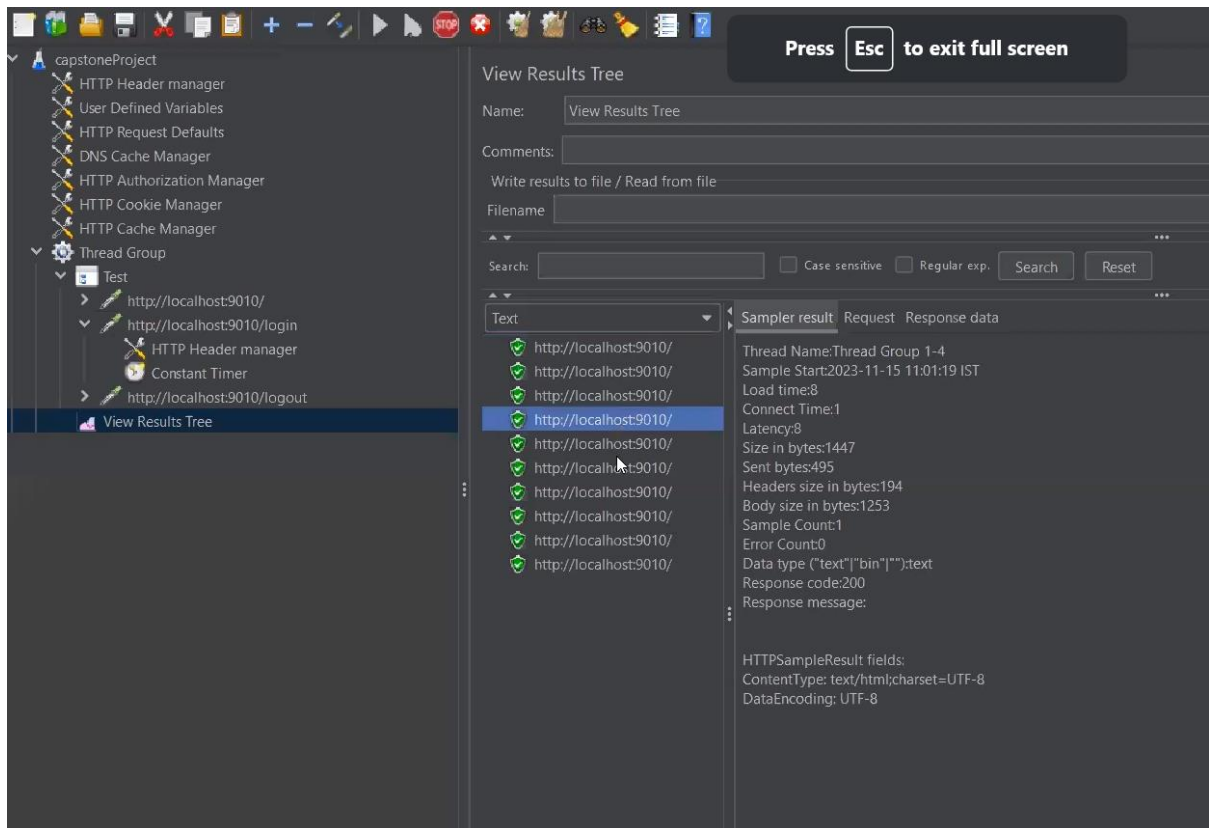 STOP
?
Press Esc to exit full screen
capstoneProject
HTTP Header manager
User Defined Variables
HTTP Request Defaults
DNS Cache Manager
HTTP Authorization Manager
HTTP Cookie Manager
HTTP Cache Manager
Thread Group
Test
http://localhost:9010/
http://localhost:9010/login
HTTP Header manager
Constant Timer
http://localhost:9010/logout
View Results Tree
View Results Tree
Name: View Results Tree
Comments:
Write results to file / Read from file
Filename
Search: Case sensitive Regular exp. Search Reset
Text
http://localhost:9010/
http://localhost:9010/
http://localhost:9010/
http://localhost:9010/
http://localhost:9010/
http://localhost:9010/
http://localhost:9010/
http://localhost:9010/
http://localhost:9010/
http://localhost:9010/
Sampler result Request Response data
Thread Name:Thread Group 1-4
Sample Start:2023-11-15 11:01:19 IST
Load time:8
Connect Time:1
Latency:8
Size in bytes:1447
Sent bytes:495
Headers size in bytes:194
Body size in bytes:1253
Sample Count:1
Error Count:0
Data type ("text"|"bin"|""):text
Response code:200
Response message:
HTTPSampleResult fields:
ContentType: text/html;charset=UTF-8
DataEncoding: UTF-8